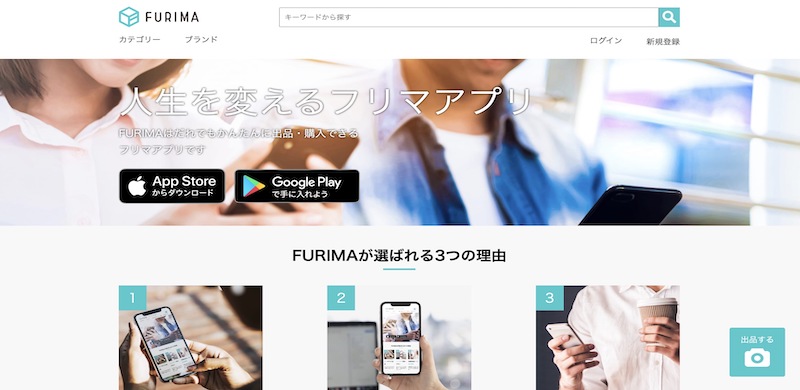 FURIMA
キーワードから探す
カテゴリー
ブランド
ログイン
新規登録
人生を変えるフリマアプリ
FURIMAはだれでもかんたんに出品・購入できる
フリマアプリです
App Store
からダウンロード
Google Play
で手に入れよう
FURIMAが選ばれる3つの理由
1
2
3
出品する